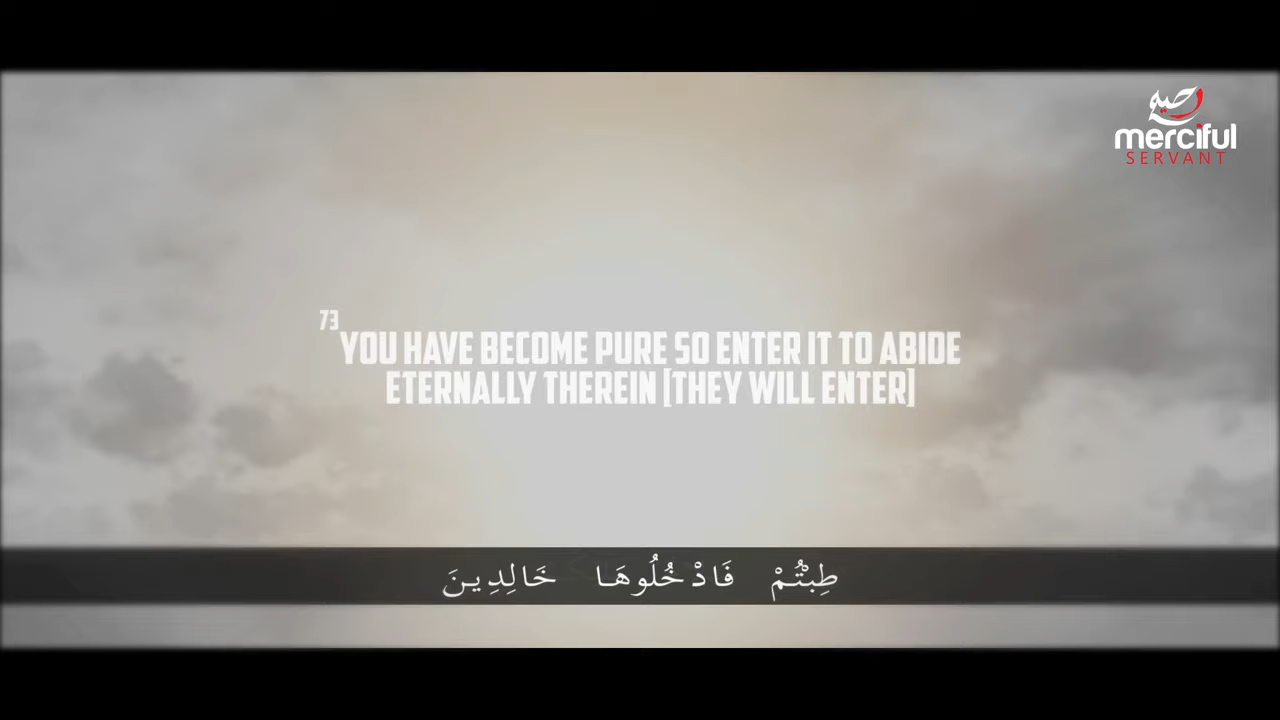 merciful
SERVANT
73
YOU HAVE BECOME PURE SO ENTER IT TO ABIDE
ETERNALLY THEREIN [THEY WILL ENTER]
طِبْتُمْ فَادْخُلُوهَا خَالِدِينَ